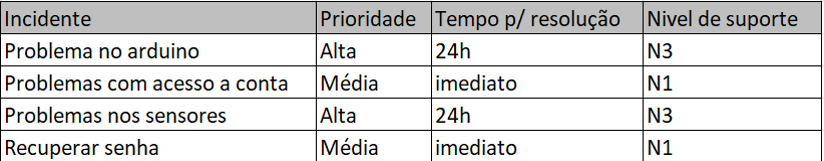 Incidente Prioridade Tempo p/ resolução Nivel de suporte
Problema no arduino Alta 24h N3
Problemas com acesso a conta Média imediato N1
Problemas nos sensores Alta 24h N3
Recuperar senha Média imediato N1